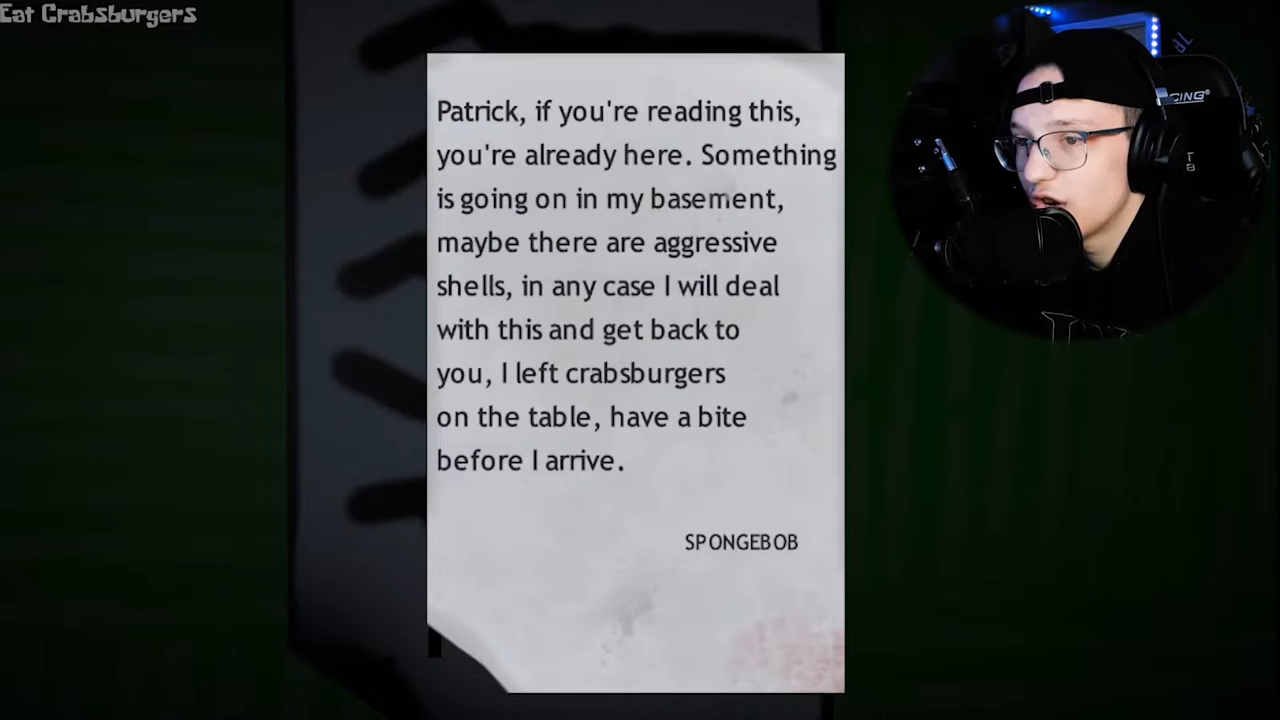 Eat Crabsburgers
Patrick, if you're reading this,
you're already here. Something
is going on in my basement,
maybe there are aggressive
shells, in any case I will deal
with this and get back to
you, I left crabsburgers
on the table, have a bite
before I arrive.
SPONGEBOB
CING